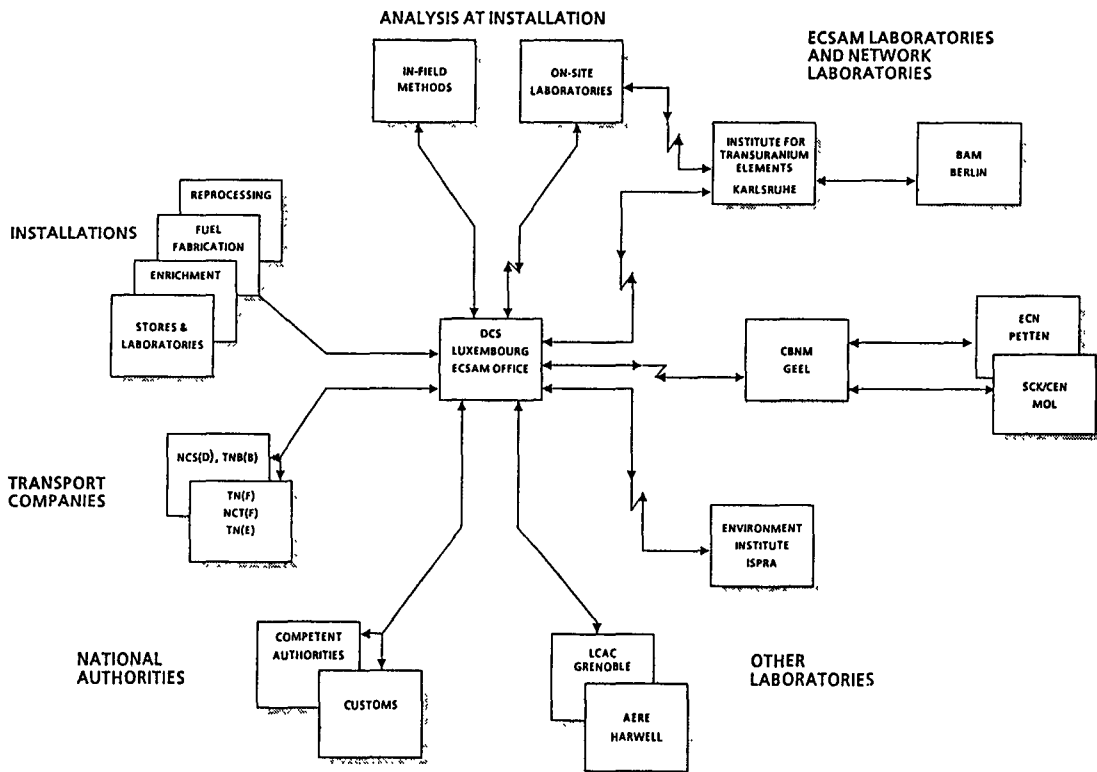 ANALYSIS AT INSTALLATION
IN-FIELD
METHODS
ON-SITE
LABORATORIES
ECSAM LABORATORIES
AND NETWORK
LABORATORIES
INSTITUTE FOR
TRANSURANIUM
ELEMENTS
KARLSRUHE
BAM
BERLIN
INSTALLATIONS
REPROCESSING
FUEL
FABRICATION
ENRICHMENT
STORES &
LABORATORIES
DCS
LUXEMBOURG
ECSAM OFFICE
CBNM
GEEL
ECN
PETTEN
SCK/CEN
MOL
TRANSPORT
COMPANIES
NCS(D), TNB(B)
TN(F)
NCT(F)
TN(E)
ENVIRONMENT
INSTITUTE
ISPRA
NATIONAL
AUTHORITIES
COMPETENT
AUTHORITIES
CUSTOMS
LCAC
GRENOBLE
AERE
HARWELL
OTHER
LABORATORIES